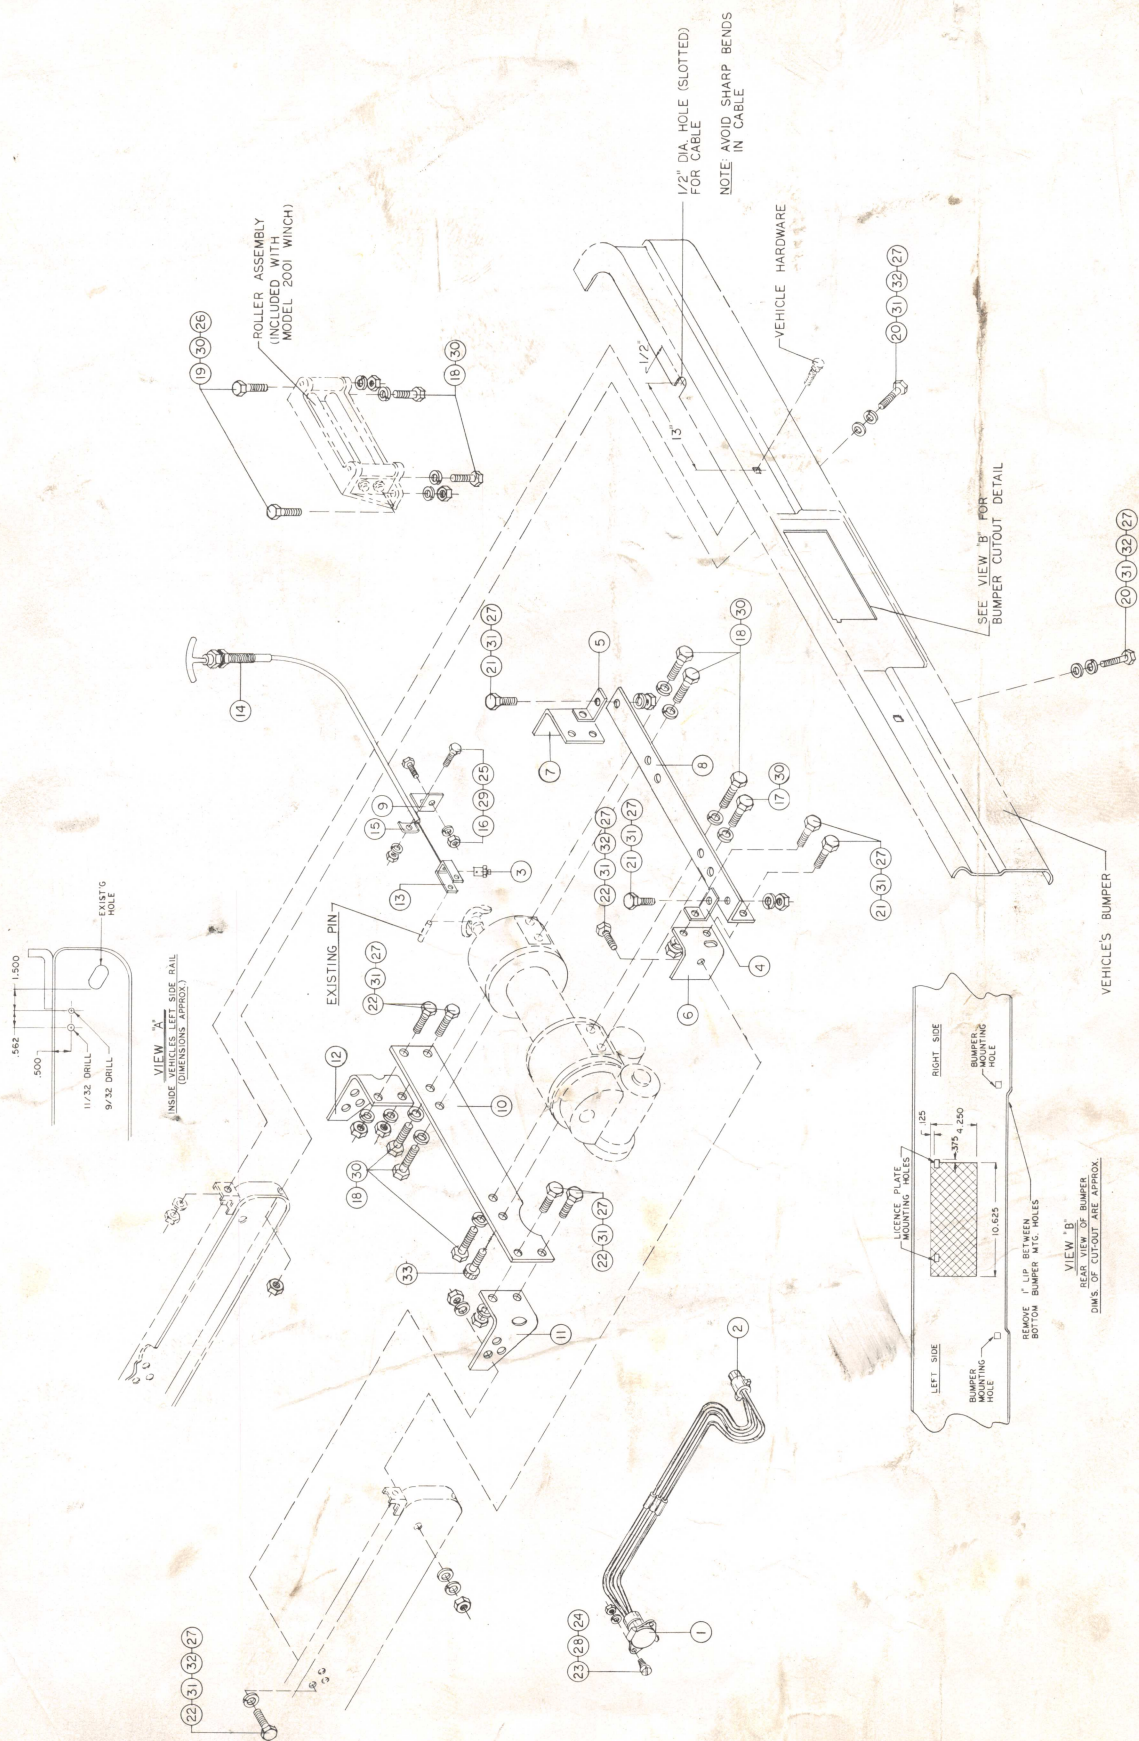 .562
1.500
.500
EXIST'G
HOLE
11/32 DRILL
9/32 DRILL
VIEW "A"
INSIDE VEHICLES LEFT SIDE RAIL
(DIMENSIONS APPROX.)
19-30-26
ROLLER ASSEMBLY
(INCLUDED WITH
MODEL 2001 WINCH)
18-30
1/2" DIA. HOLE (SLOTTED)
FOR CABLE
NOTE: AVOID SHARP BENDS
IN CABLE
14
9
15
16-29-25
13
3
EXISTING PIN
22-31-27
12
10
18-30
33
22-31-27
11
21-31-27
5
7
8
18-30
17-30
22-31-32-27
21-31-27
21-31-27
4
6
1/2"
13"
VEHICLE HARDWARE
20-31-32-27
SEE VIEW "B" FOR
BUMPER CUTOUT DETAIL
20-31-32-27
VEHICLE'S BUMPER
22-31-32-27
23-28-24
1
2
LEFT SIDE
RIGHT SIDE
LICENCE PLATE
MOUNTING HOLES
.125
.375
4.250
10.625
BUMPER
MOUNTING
HOLE
BUMPER
MOUNTING
HOLE
REMOVE 1" LIP BETWEEN
BOTTOM BUMPER MTG. HOLES
VIEW "B"
REAR VIEW OF BUMPER
DIM'S. OF CUT-OUT ARE APPROX.